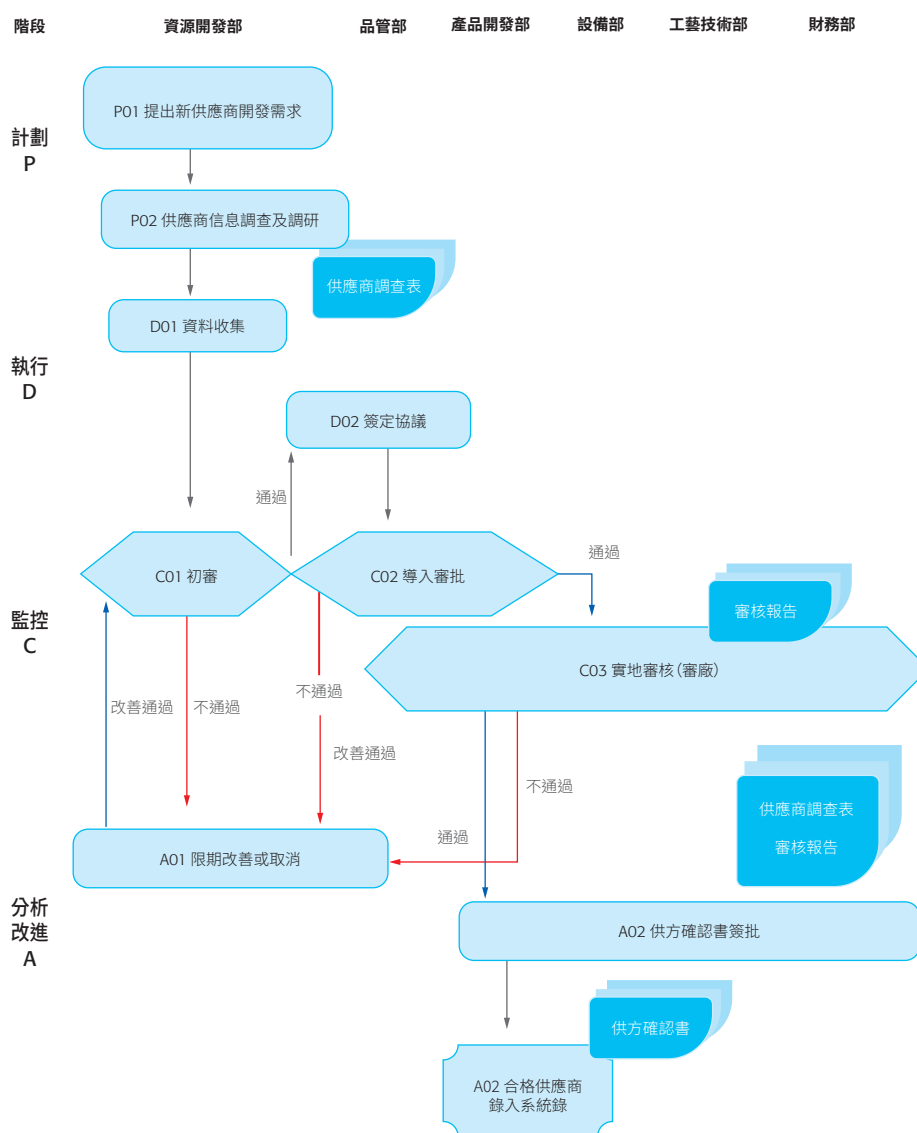 階段
資源開發部
品管部
產品開發部
設備部
工藝技術部
財務部
P01 提出新供應商開發需求
計劃
P
P02 供應商信息調查及調研
供應商調查表
D01 資料收集
執行
D
D02 簽定協議
通過
C01 初審
C02 導入審批
通過
審核報告
監控
C
C03 實地審核(審廠)
改善通過
不通過
不通過
改善通過
不通過
供應商調查表
審核報告
通過
A01 限期改善或取消
分析
改進
A
A02 供方確認書簽批
供方確認書
A02 合格供應商
錄入系統錄